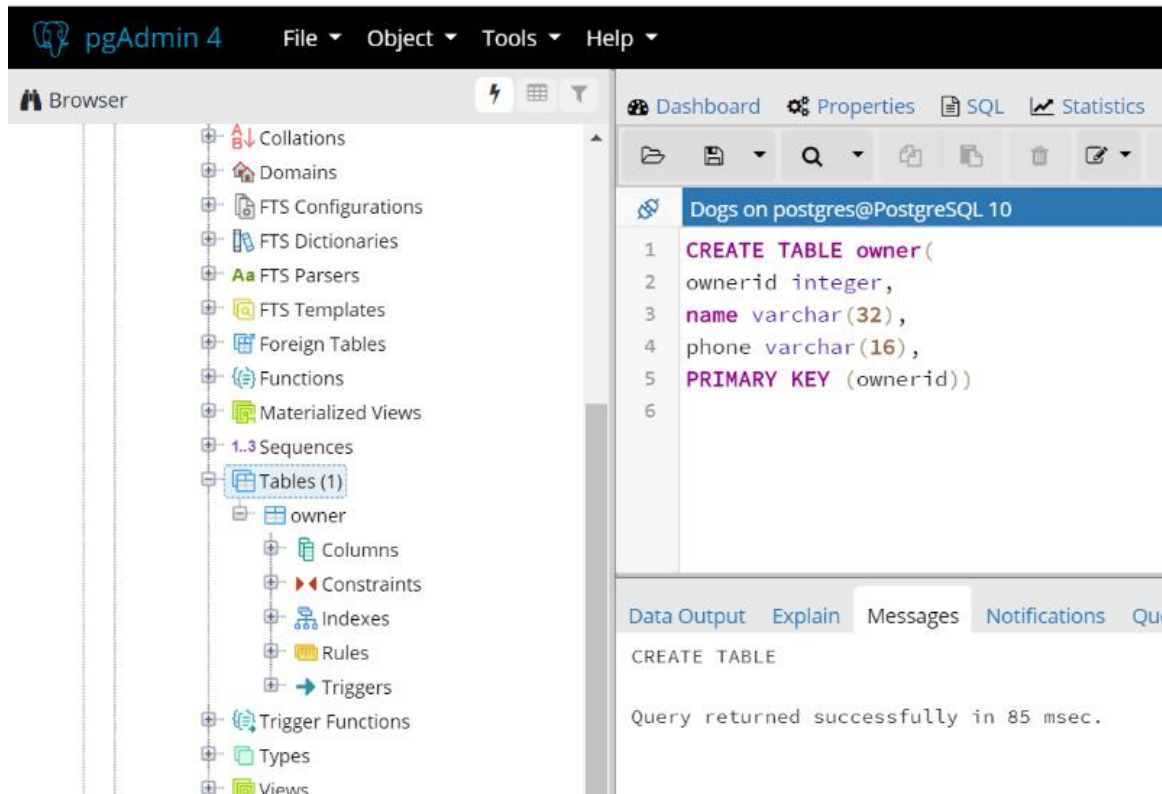 pgAdmin 4 File Object Tools Help
Browser
Collations
Domains
FTS Configurations
FTS Dictionaries
Aa FTS Parsers
FTS Templates
Foreign Tables
Functions
Materialized Views
1..3 Sequences
Tables (1)
owner
Columns
Constraints
Indexes
Rules
Triggers
Trigger Functions
Types
Views
Dashboard Properties SQL Statistics
Dogs on postgres@PostgreSQL 10
1 CREATE TABLE owner(
2 ownerid integer,
3 name varchar(32),
4 phone varchar(16),
5 PRIMARY KEY (ownerid))
6
Data Output Explain Messages Notifications Qu
CREATE TABLE
Query returned successfully in 85 msec.